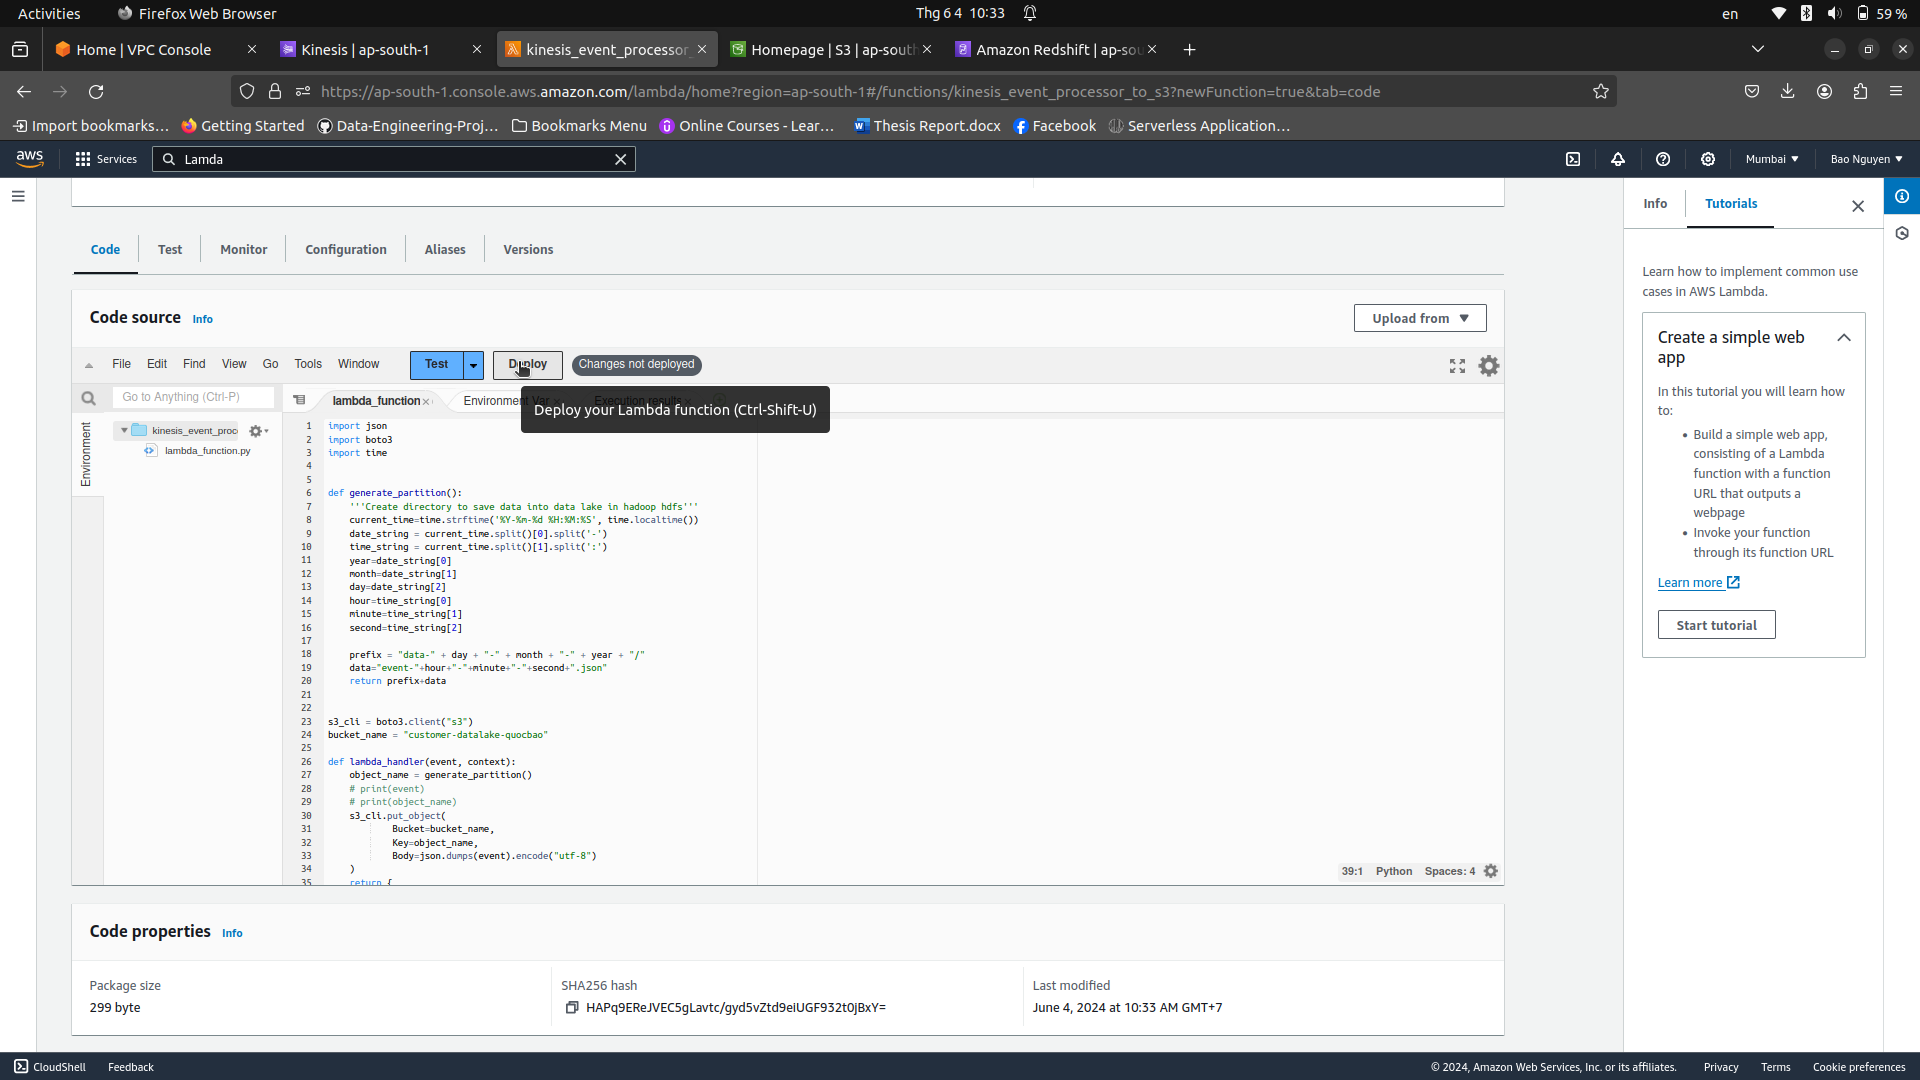 Activities
Firefox Web Browser
Thg 6 4 10:33
en
59 %
Home | VPC Console
Kinesis | ap-south-1
kinesis_event_processor_
Homepage | S3 | ap-south
Amazon Redshift | ap-sou
https://ap-south-1.console.aws.amazon.com/lambda/home?region=ap-south-1#/functions/kinesis_event_processor_to_s3?newFunction=true&tab=code
Import bookmarks…
Getting Started
Data-Engineering-Proj…
Bookmarks Menu
Online Courses - Lear…
Thesis Report.docx
Facebook
Serverless Application…
aws
Services
Lamda
Mumbai
Bao Nguyen
Code
Test
Monitor
Configuration
Aliases
Versions
Code source
Info
Upload from
File
Edit
Find
View
Go
Tools
Window
Test
Deploy
Changes not deployed
Go to Anything (Ctrl-P)
lambda_function
Environment Var
Execution results
Deploy your Lambda function (Ctrl-Shift-U)
Environment
kinesis_event_proc
lambda_function.py
1 import json
2 import boto3
3 import time
4
5
6 def generate_partition():
7 '''Create directory to save data into data lake in hadoop hdfs'''
8 current_time=time.strftime('%Y-%m-%d %H:%M:%S', time.localtime())
9 date_string = current_time.split()[0].split('-')
10 time_string = current_time.split()[1].split(':')
11 year=date_string[0]
12 month=date_string[1]
13 day=date_string[2]
14 hour=time_string[0]
15 minute=time_string[1]
16 second=time_string[2]
17
18 prefix = "data-" + day + "-" + month + "-" + year + "/"
19 data="event-"+hour+"-"+minute+"-"+second+".json"
20 return prefix+data
21
22
23 s3_cli = boto3.client("s3")
24 bucket_name = "customer-datalake-quocbao"
25
26 def lambda_handler(event, context):
27 object_name = generate_partition()
28 # print(event)
29 # print(object_name)
30 s3_cli.put_object(
31 Bucket=bucket_name,
32 Key=object_name,
33 Body=json.dumps(event).encode("utf-8")
34 )
35 return {
39:1 Python Spaces: 4
Code properties
Info
Package size
299 byte
SHA256 hash
HAPq9EReJVEC5gLavtc/gyd5vZtd9eiUGF932t0jBxY=
Last modified
June 4, 2024 at 10:33 AM GMT+7
Info
Tutorials
Learn how to implement common use
cases in AWS Lambda.
Create a simple web
app
In this tutorial you will learn how
to:
Build a simple web app,
consisting of a Lambda
function with a function
URL that outputs a
webpage
Invoke your function
through its function URL
Learn more
Start tutorial
CloudShell
Feedback
© 2024, Amazon Web Services, Inc. or its affiliates.
Privacy
Terms
Cookie preferences